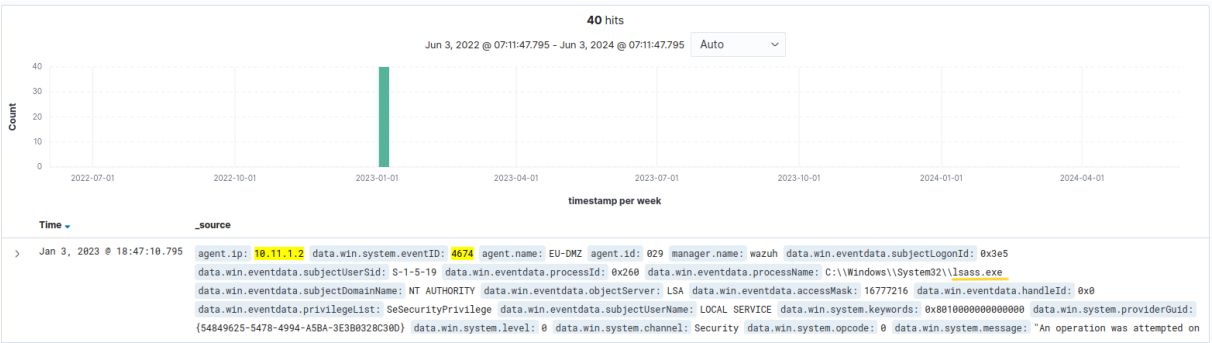 40 hits
Jun 3, 2022 @ 07:11:47.795 - Jun 3, 2024 @ 07:11:47.795 Auto
40
30
20
10
0
Count
2022-07-01 2022-10-01 2023-01-01 2023-04-01 2023-07-01 2023-10-01 2024-01-01 2024-04-01
timestamp per week
Time _source
Jan 3, 2023 @ 18:47:10.795 agent.ip: 10.11.1.2 data.win.system.eventID: 4674 agent.name: EU-DMZ agent.id: 029 manager.name: wazuh data.win.eventdata.subjectLogonId: 0x3e5
data.win.eventdata.subjectUserSid: S-1-5-19 data.win.eventdata.processId: 0x260 data.win.eventdata.processName: C:\\Windows\\System32\\lsass.exe
data.win.eventdata.subjectDomainName: NT AUTHORITY data.win.eventdata.objectServer: LSA data.win.eventdata.accessMask: 16777216 data.win.eventdata.handleId: 0x0
data.win.eventdata.privilegeList: SeSecurityPrivilege data.win.eventdata.subjectUserName: LOCAL SERVICE data.win.system.keywords: 0x8010000000000000 data.win.system.providerGuid:
{54849625-5478-4994-A5BA-3E3B0328C30D} data.win.system.level: 0 data.win.system.channel: Security data.win.system.opcode: 0 data.win.system.message: "An operation was attempted on